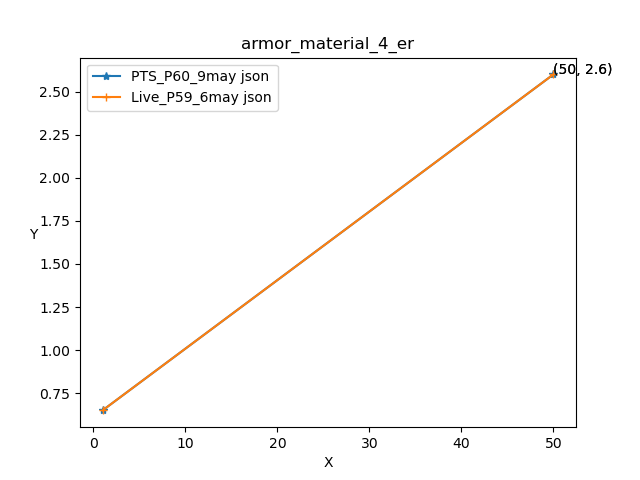 armor_material_4_er
PTS_P60_9may json
Live_P59_6may json
(50, 2.6)
2.50
2.25
2.00
1.75
Y
1.50
1.25
1.00
0.75
0 10 20 30 40 50
X